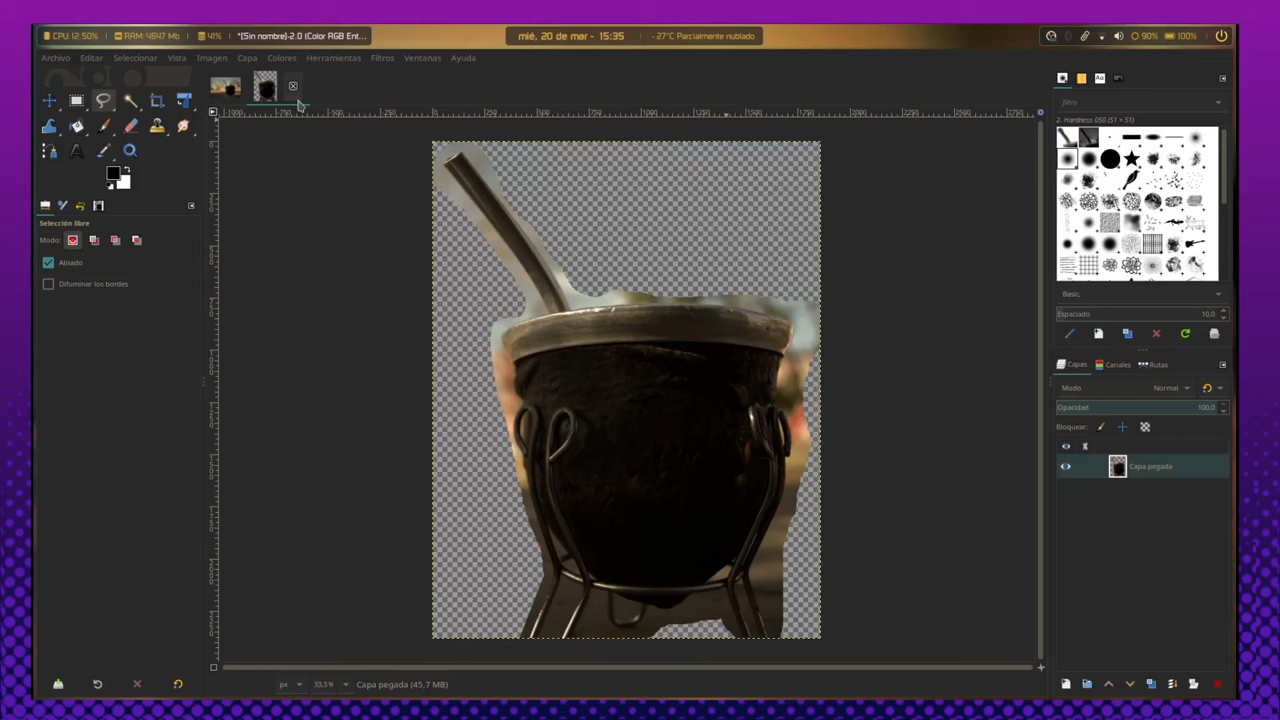 CPU: 12.50%
RAM: 4647 Mb
41%
*[Sin nombre]-2.0 (Color RGB Ent...
mié, 20 de mar - 15:35
- 27°C Parcialmente nublado
90%
100%
Archivo Editar Seleccionar Vista Imagen Capa Colores Herramientas Filtros Ventanas Ayuda
filtro
2. Hardness 050 (51 × 51)
Selección libre
Modo:
Alisado
Difuminar los bordes
Basic,
Espaciado 10,0
Capas Canales Rutas
Modo Normal
Opacidad 100,0
Bloquear:
Capa pegada
px 33,3% Capa pegada (45,7 MB)